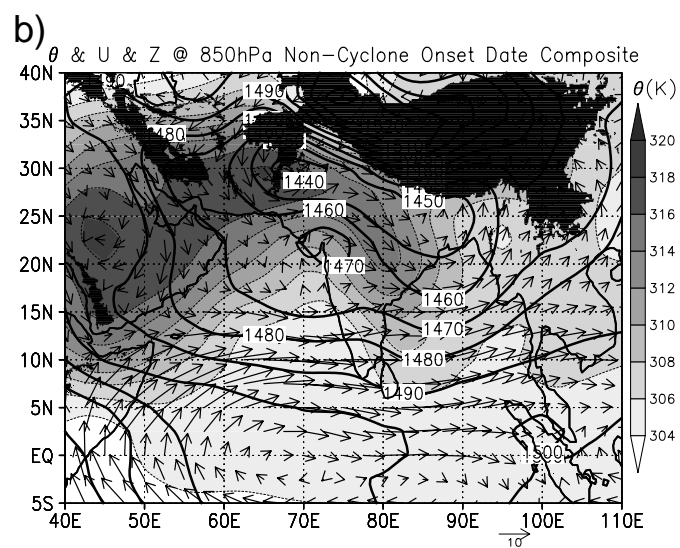 b)
θ & U & Z @ 850hPa Non-Cyclone Onset Date Composite
40N
35N
30N
25N
20N
15N
10N
5N
EQ
5S
40E 50E 60E 70E 80E 90E 100E 110E
1490
480
1440
1450
1460
1470
1460
1470
1480
1480
1490
1500
θ(K)
320
318
316
314
312
310
308
306
304
10